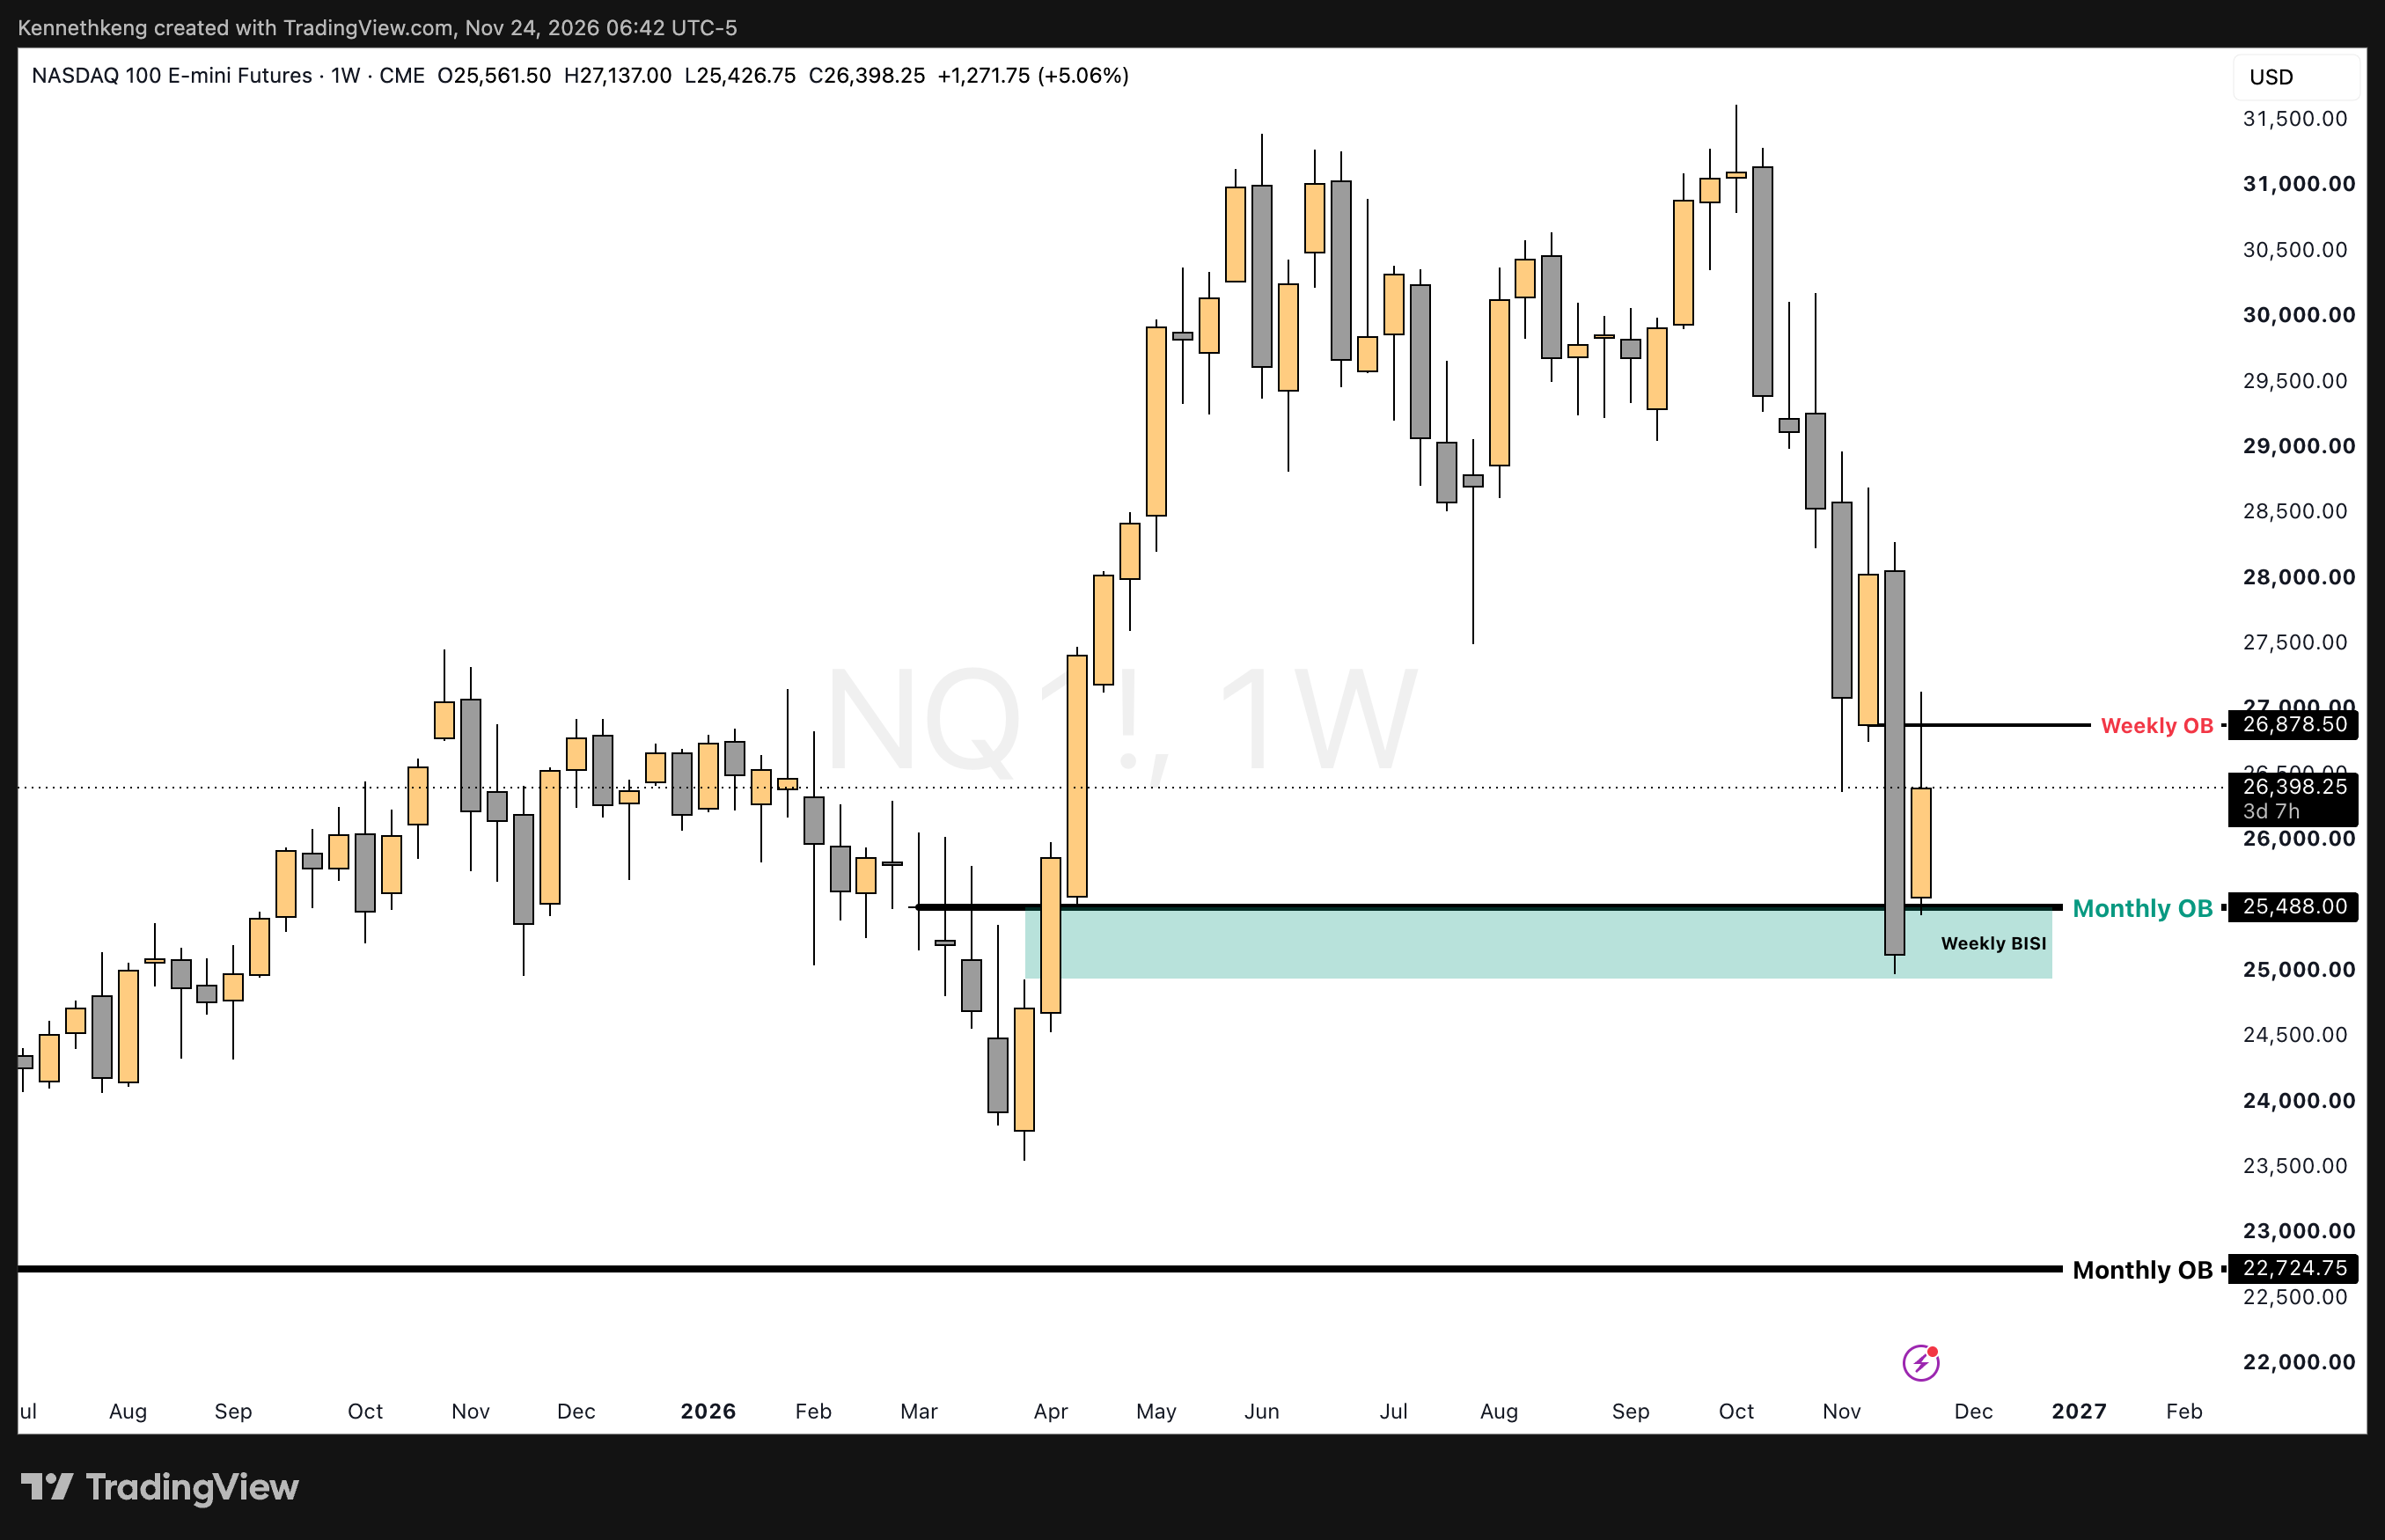 Kennethkeng created with TradingView.com, Nov 24, 2026 06:42 UTC-5
NASDAQ 100 E-mini Futures · 1W · CME O25,561.50 H27,137.00 L25,426.75 C26,398.25 +1,271.75 (+5.06%)
USD
31,500.00
31,000.00
30,500.00
30,000.00
29,500.00
29,000.00
28,500.00
28,000.00
27,500.00
NQ1!, 1W
27,000.00
Weekly OB 26,878.50
26,500.00
26,398.25
3d 7h
26,000.00
Monthly OB 25,488.00
Weekly BISI
25,000.00
24,500.00
24,000.00
23,500.00
23,000.00
Monthly OB 22,724.75
22,500.00
22,000.00
ul Aug Sep Oct Nov Dec 2026 Feb Mar Apr May Jun Jul Aug Sep Oct Nov Dec 2027 Feb
TradingView